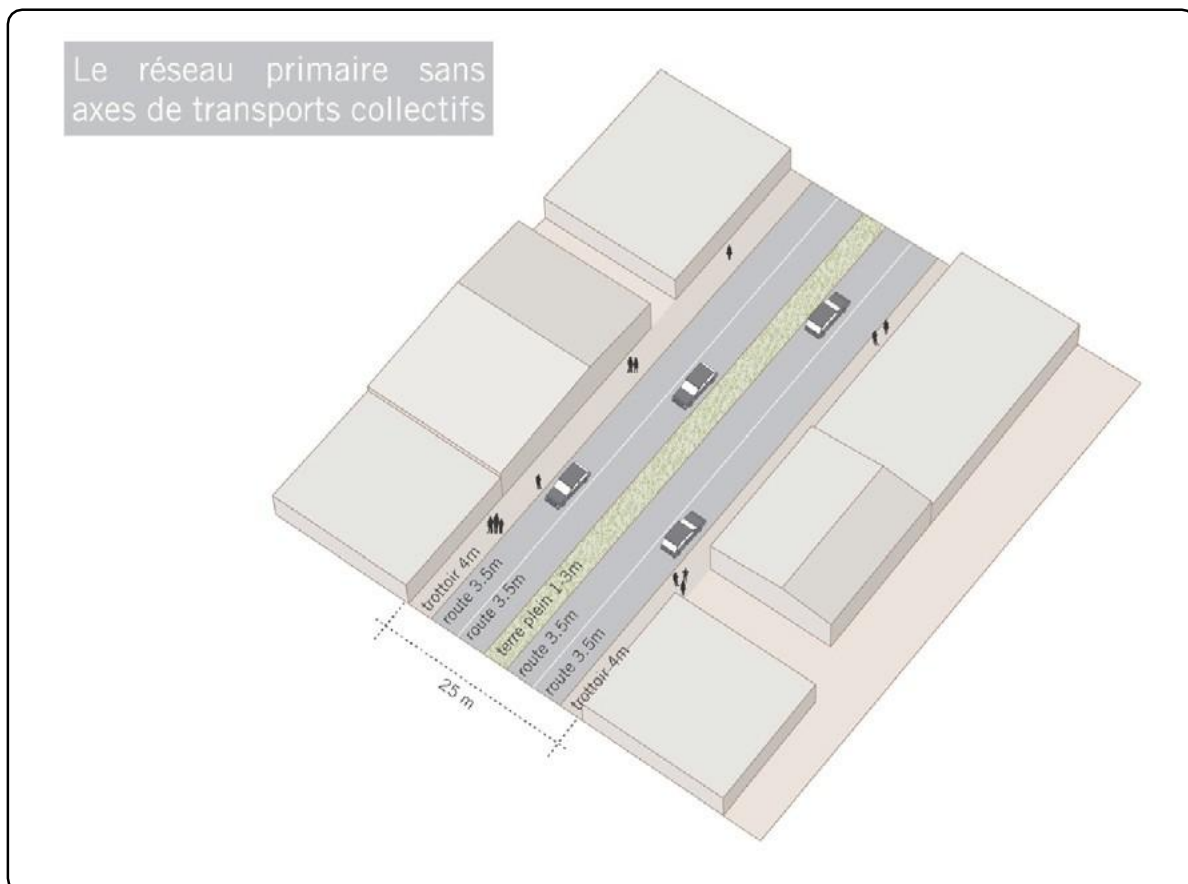 Le réseau primaire sans
axes de transports collectifs
trottoir 4m
route 3.5m
route 3.5m
terre plein 1-3m
route 3.5m
route 3.5m
trottoir 4m
25 m